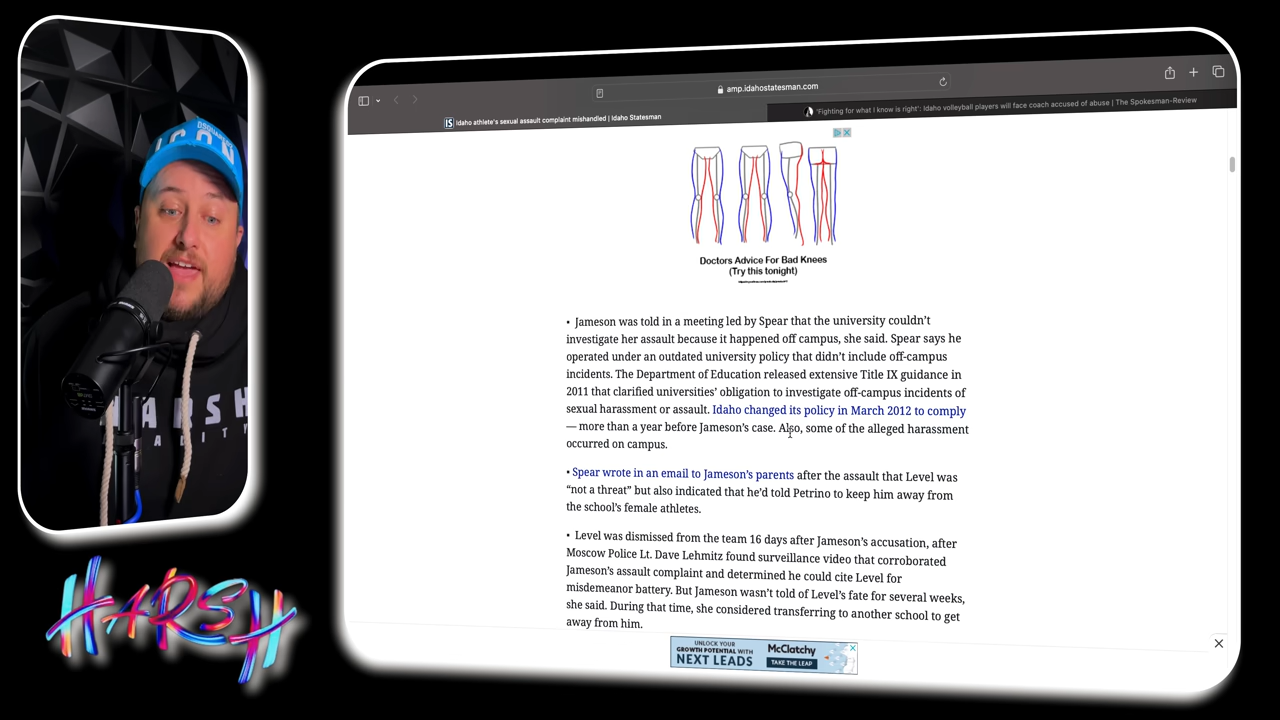 ICON
HARSH
REALITY
HARSH
amp.idahostatesman.com
IS Idaho athlete's sexual assault complaint mishandled | Idaho Statesman
'Fighting for what I know is right': Idaho volleyball players will face coach accused of abuse | The Spokesman-Review
Doctors Advice For Bad Knees
(Try this tonight)
• Jameson was told in a meeting led by Spear that the university couldn’t
investigate her assault because it happened off campus, she said. Spear says he
operated under an outdated university policy that didn’t include off-campus
incidents. The Department of Education released extensive Title IX guidance in
2011 that clarified universities’ obligation to investigate off-campus incidents of
sexual harassment or assault. Idaho changed its policy in March 2012 to comply
— more than a year before Jameson’s case. Also, some of the alleged harassment
occurred on campus.
• Spear wrote in an email to Jameson’s parents after the assault that Level was
“not a threat” but also indicated that he’d told Petrino to keep him away from
the school’s female athletes.
• Level was dismissed from the team 16 days after Jameson’s accusation, after
Moscow Police Lt. Dave Lehmitz found surveillance video that corroborated
Jameson’s assault complaint and determined he could cite Level for
misdemeanor battery. But Jameson wasn’t told of Level’s fate for several weeks,
she said. During that time, she considered transferring to another school to get
away from him.
UNLOCK YOUR
GROWTH POTENTIAL WITH
NEXT LEADS
McClatchy
TAKE THE LEAP